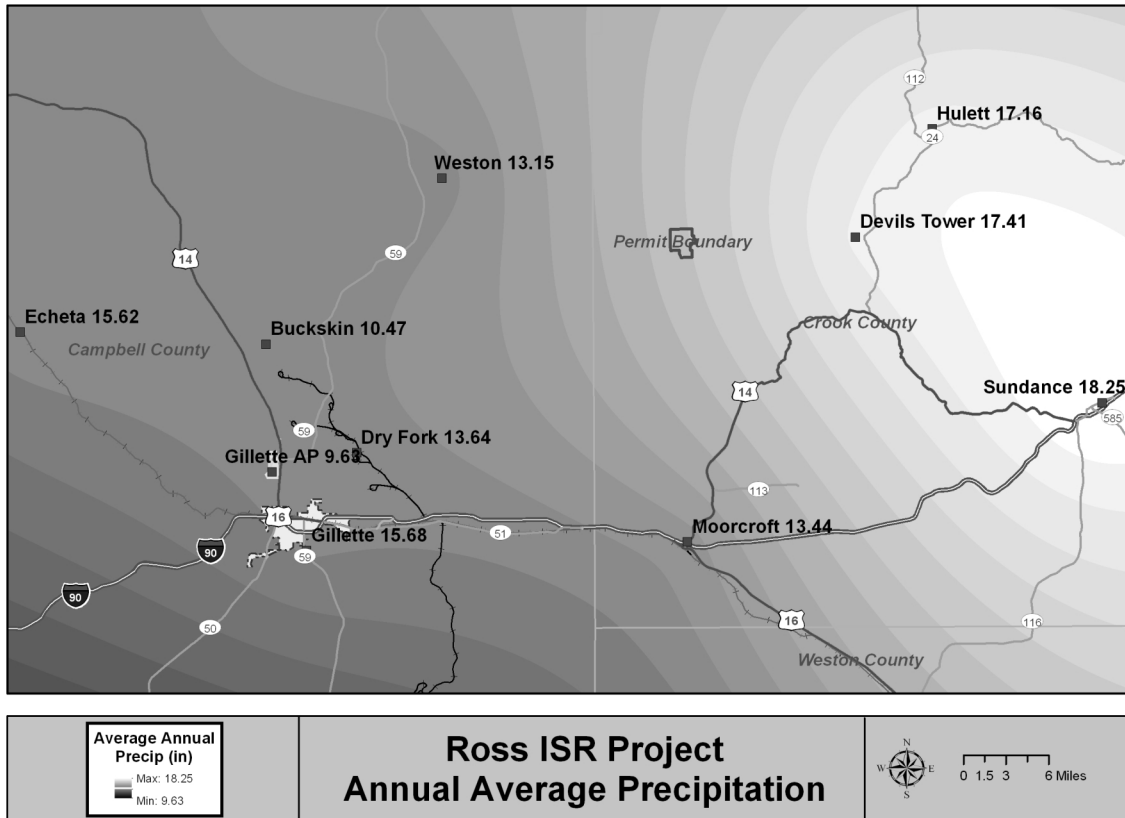 112
Hulett 17.16
24
Weston 13.15
Devils Tower 17.41
Permit Boundary
59
14
Echeta 15.62
Buckskin 10.47
Crook County
Campbell County
14
Sundance 18.25
585
59
Dry Fork 13.64
Gillette AP 9.63
113
16
Moorcroft 13.44
51
Gillette 15.68
90
59
90
16
50
116
Weston County
Average Annual
Precip (in)
Max: 18.25
Min: 9.63
Ross ISR Project
Annual Average Precipitation
N
W E
S
0 1.5 3 6 Miles